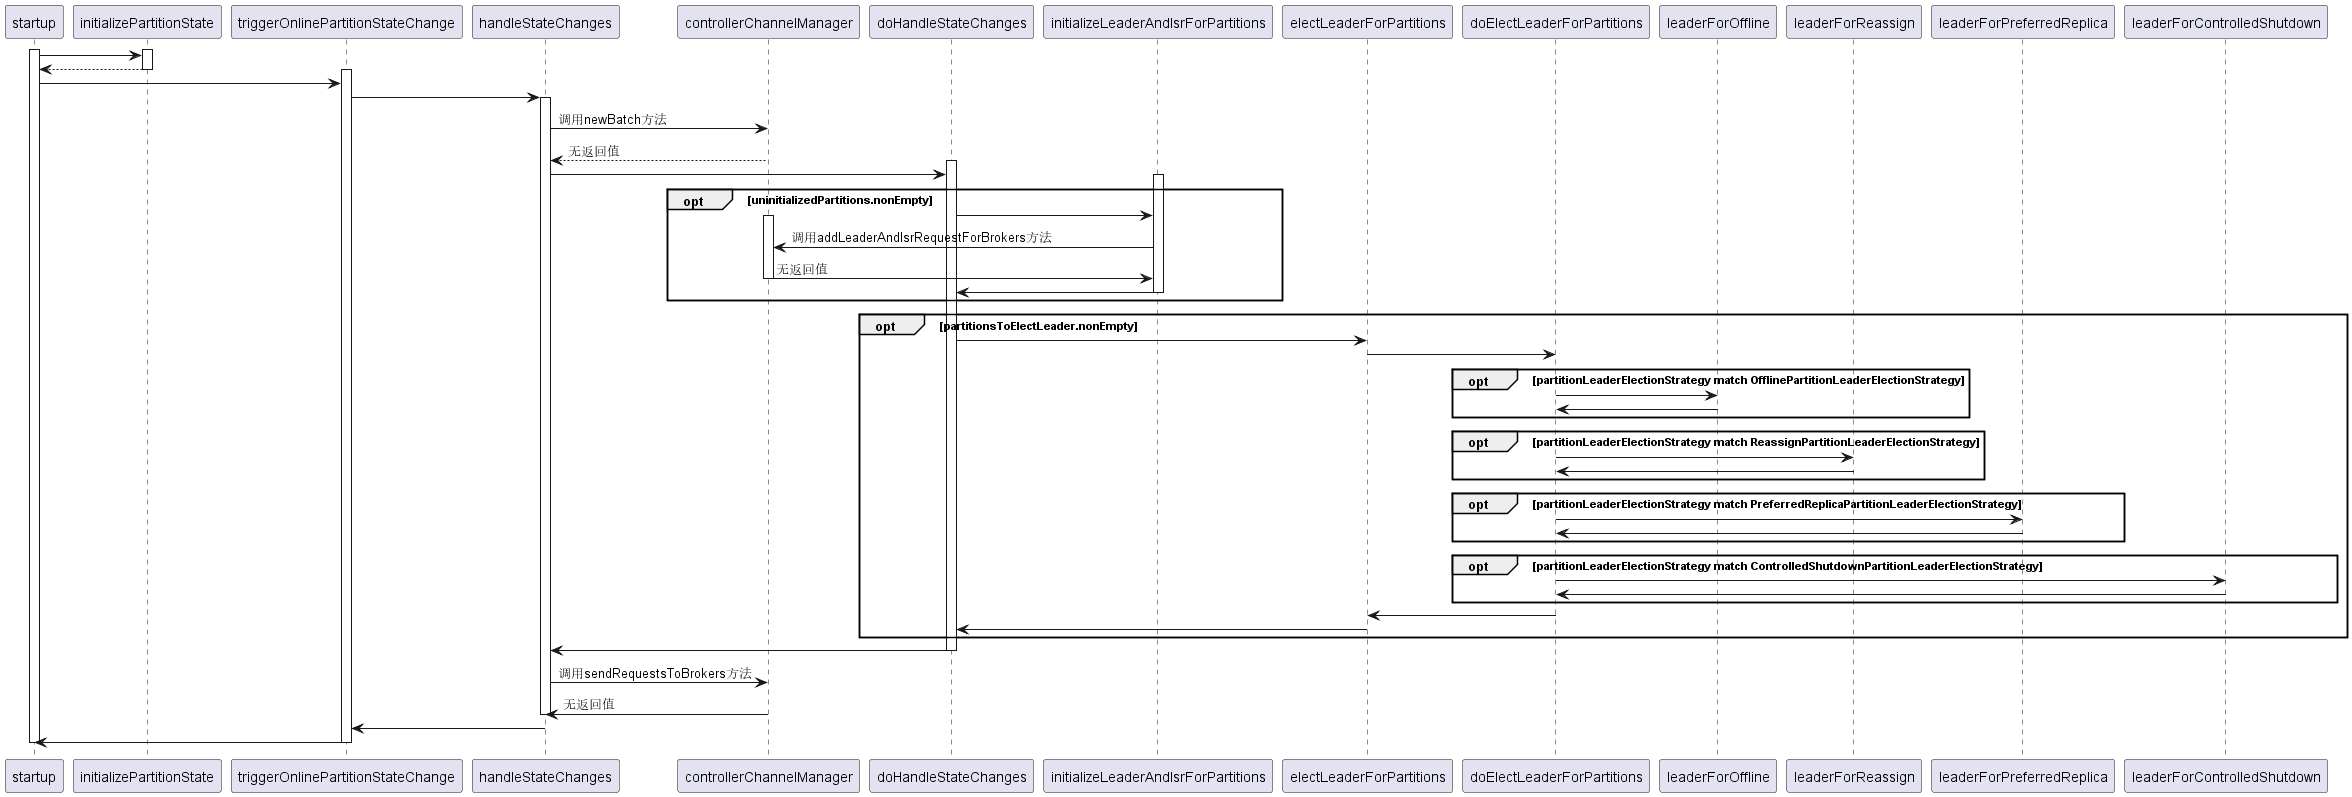 startup initializePartitionState triggerOnlinePartitionStateChange handleStateChanges controllerChannelManager doHandleStateChanges initializeLeaderAndIsrForPartitions electLeaderForPartitions doElectLeaderForPartitions leaderForOffline leaderForReassign leaderForPreferredReplica leaderForControlledShutdown
调用newBatch方法
无返回值
opt [uninitializedPartitions.nonEmpty]
调用addLeaderAndIsrRequestForBrokers方法
无返回值
opt [partitionsToElectLeader.nonEmpty]
opt [partitionLeaderElectionStrategy match OfflinePartitionLeaderElectionStrategy]
opt [partitionLeaderElectionStrategy match ReassignPartitionLeaderElectionStrategy]
opt [partitionLeaderElectionStrategy match PreferredReplicaPartitionLeaderElectionStrategy]
opt [partitionLeaderElectionStrategy match ControlledShutdownPartitionLeaderElectionStrategy]
调用sendRequestsToBrokers方法
无返回值
startup initializePartitionState triggerOnlinePartitionStateChange handleStateChanges controllerChannelManager doHandleStateChanges initializeLeaderAndIsrForPartitions electLeaderForPartitions doElectLeaderForPartitions leaderForOffline leaderForReassign leaderForPreferredReplica leaderForControlledShutdown